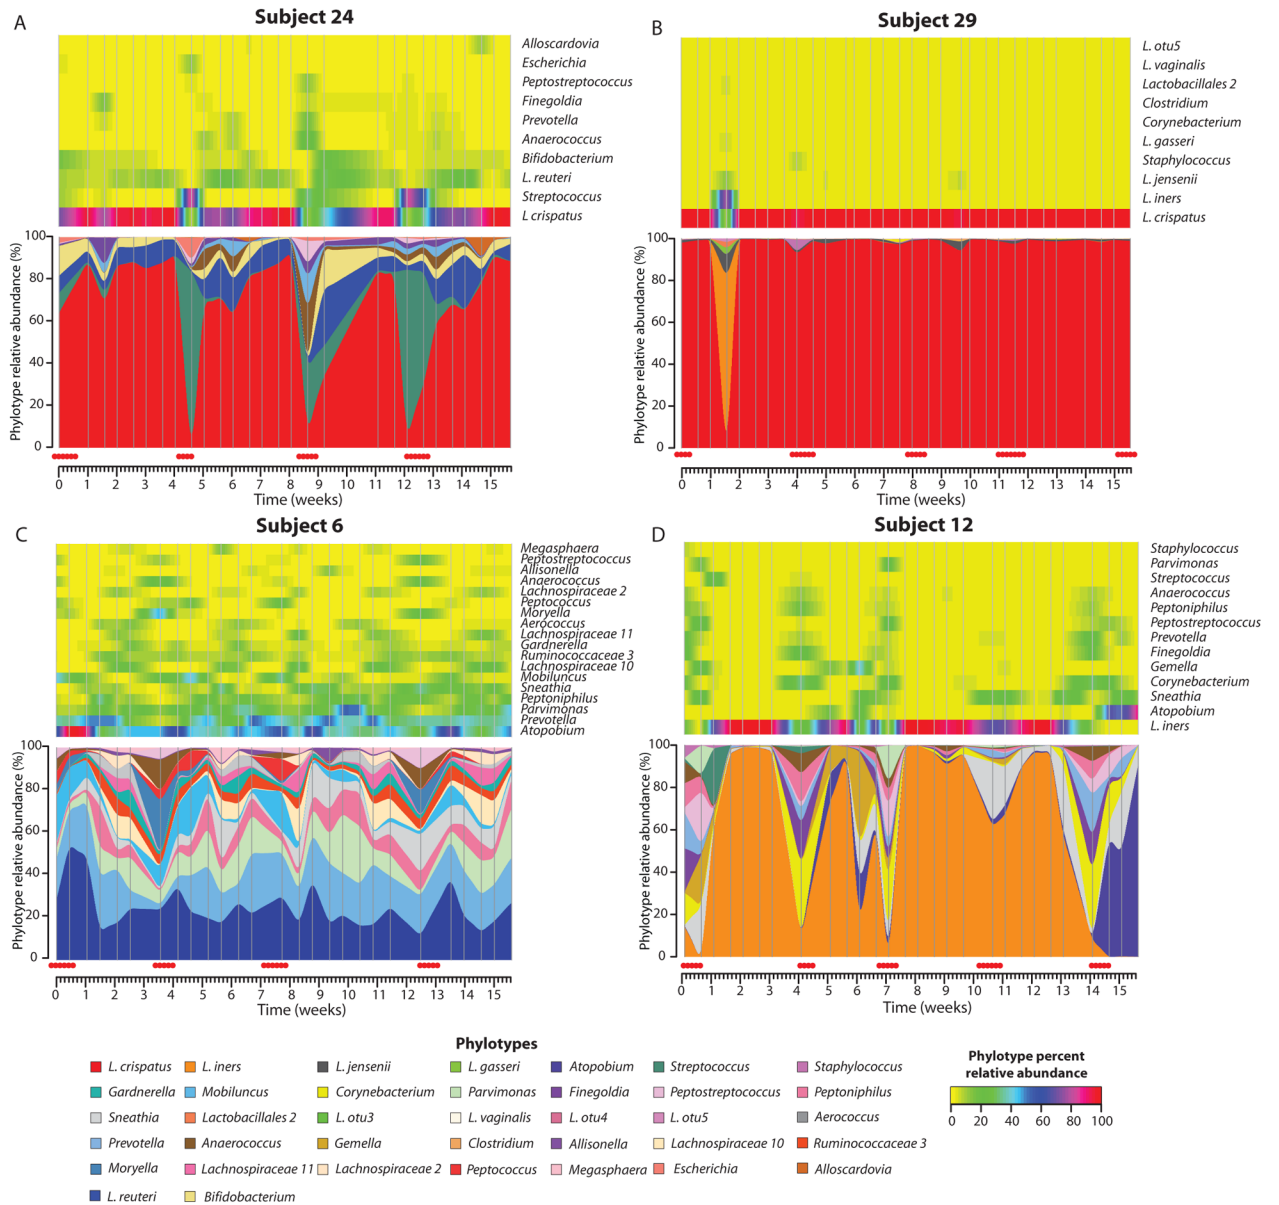 A
Subject 24
Alloscardovia
Escherichia
Peptostreptococcus
Finegoldia
Prevotella
Anaerococcus
Bifidobacterium
L. reuteri
Streptococcus
L crispatus
Phylotype relative abundance (%)
100
80
60
40
20
0
0 1 2 3 4 5 6 7 8 9 10 11 12 13 14 15
Time (weeks)
B
Subject 29
L. otu5
L. vaginalis
Lactobacillales 2
Clostridium
Corynebacterium
L. gasseri
Staphylococcus
L. jensenii
L. iners
L. crispatus
Phylotype relative abundance (%)
100
80
60
40
20
0
0 1 2 3 4 5 6 7 8 9 10 11 12 13 14 15
Time (weeks)
C
Subject 6
Megasphaera
Peptostreptococcus
Allisonella
Anaerococcus
Lachnospiraceae 2
Peptococcus
Moryella
Aerococcus
Lachnospiraceae 11
Gardnerella
Ruminococcaceae 3
Lachnospiraceae 10
Mobiluncus
Sneathia
Peptoniphilus
Parvimonas
Prevotella
Atopobium
Phylotype relative abundance (%)
100
80
60
40
20
0
0 1 2 3 4 5 6 7 8 9 10 11 12 13 14 15
Time (weeks)
D
Subject 12
Staphylococcus
Parvimonas
Streptococcus
Anaerococcus
Peptoniphilus
Peptostreptococcus
Prevotella
Finegoldia
Gemella
Corynebacterium
Sneathia
Atopobium
L. iners
Phylotype relative abundance (%)
100
80
60
40
20
0
0 1 2 3 4 5 6 7 8 9 10 11 12 13 14 15
Time (weeks)
Phylotypes
L. crispatus L. iners L. jensenii L. gasseri Atopobium Streptococcus Staphylococcus
Gardnerella Mobiluncus Corynebacterium Parvimonas Finegoldia Peptostreptococcus Peptoniphilus
Sneathia Lactobacillales 2 L. otu3 L. vaginalis L. otu4 L. otu5 Aerococcus
Prevotella Anaerococcus Gemella Clostridium Allisonella Lachnospiraceae 10 Ruminococcaceae 3
Moryella Lachnospiraceae 11 Lachnospiraceae 2 Peptococcus Megasphaera Escherichia Alloscardovia
L. reuteri Bifidobacterium
Phylotype percent
relative abundance
0 20 40 60 80 100